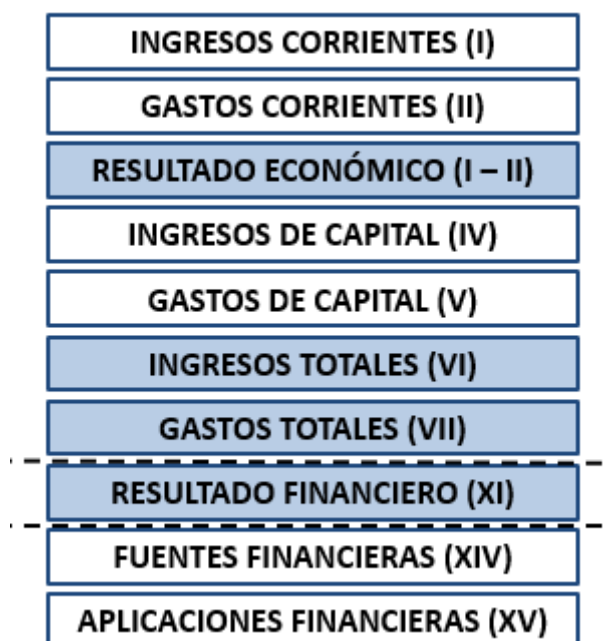 INGRESOS CORRIENTES (I)
GASTOS CORRIENTES (II)
RESULTADO ECONÓMICO (I – II)
INGRESOS DE CAPITAL (IV)
GASTOS DE CAPITAL (V)
INGRESOS TOTALES (VI)
GASTOS TOTALES (VII)
RESULTADO FINANCIERO (XI)
FUENTES FINANCIERAS (XIV)
APLICACIONES FINANCIERAS (XV)